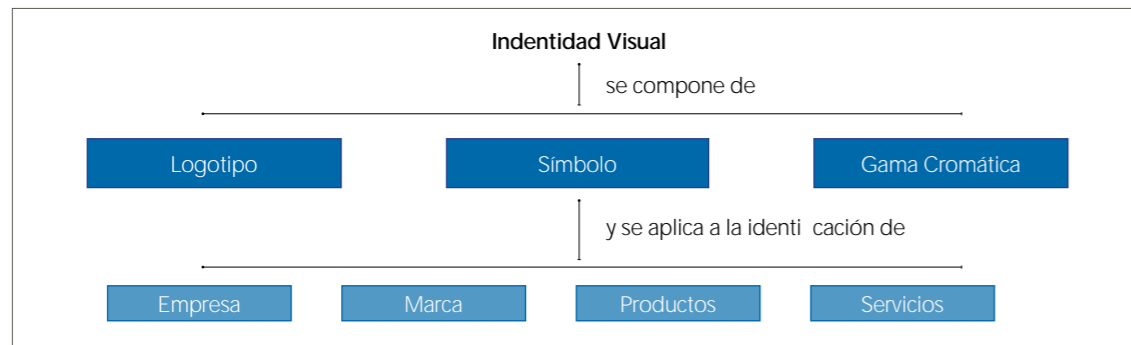 Indentidad Visual
se compone de
Logotipo Símbolo Gama Cromática
y se aplica a la identi cación de
Empresa Marca Productos Servicios